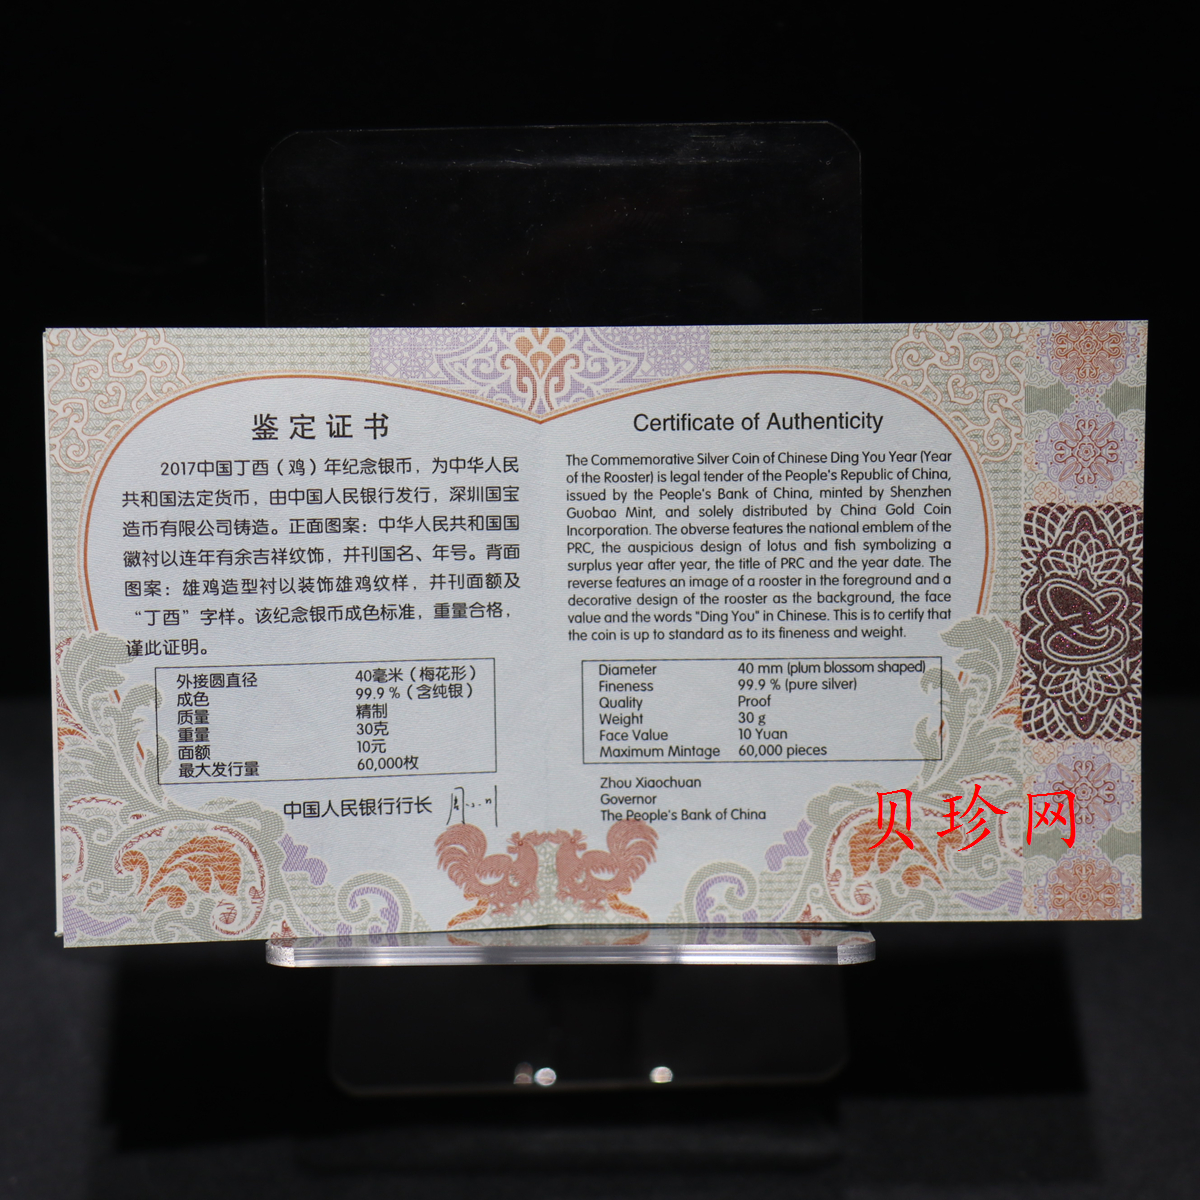 鉴定证书
2017中国丁酉（鸡）年纪念银币，为中华人民
共和国法定货币，由中国人民银行发行，深圳国宝
造币有限公司铸造。正面图案：中华人民共和国国
徽衬以连年有余吉祥纹饰，并刊国名、年号。背面
图案：雄鸡造型衬以装饰雄鸡纹样，并刊面额及
“丁酉”字样。该纪念银币成色标准，重量合格，
谨此证明。
外接圆直径 40毫米（梅花形）
成色 99.9％（含纯银）
质量 精制
重量 30克
面额 10元
最大发行量 60,000枚
中国人民银行行长
Certificate of Authenticity
The Commemorative Silver Coin of Chinese Ding You Year (Year
of the Rooster) is legal tender of the People's Republic of China,
issued by the People's Bank of China, minted by Shenzhen
Guobao Mint, and solely distributed by China Gold Coin
Incorporation. The obverse features the national emblem of the
PRC, the auspicious design of lotus and fish symbolizing a
surplus year after year, the title of PRC and the year date. The
reverse features an image of a rooster in the foreground and a
decorative design of the rooster as the background, the face
value and the words "Ding You" in Chinese. This is to certify that
the coin is up to standard as to its fineness and weight.
Diameter 40 mm (plum blossom shaped)
Fineness 99.9 % (pure silver)
Quality Proof
Weight 30 g
Face Value 10 Yuan
Maximum Mintage 60,000 pieces
Zhou Xiaochuan
Governor
The People's Bank of China
贝珍网